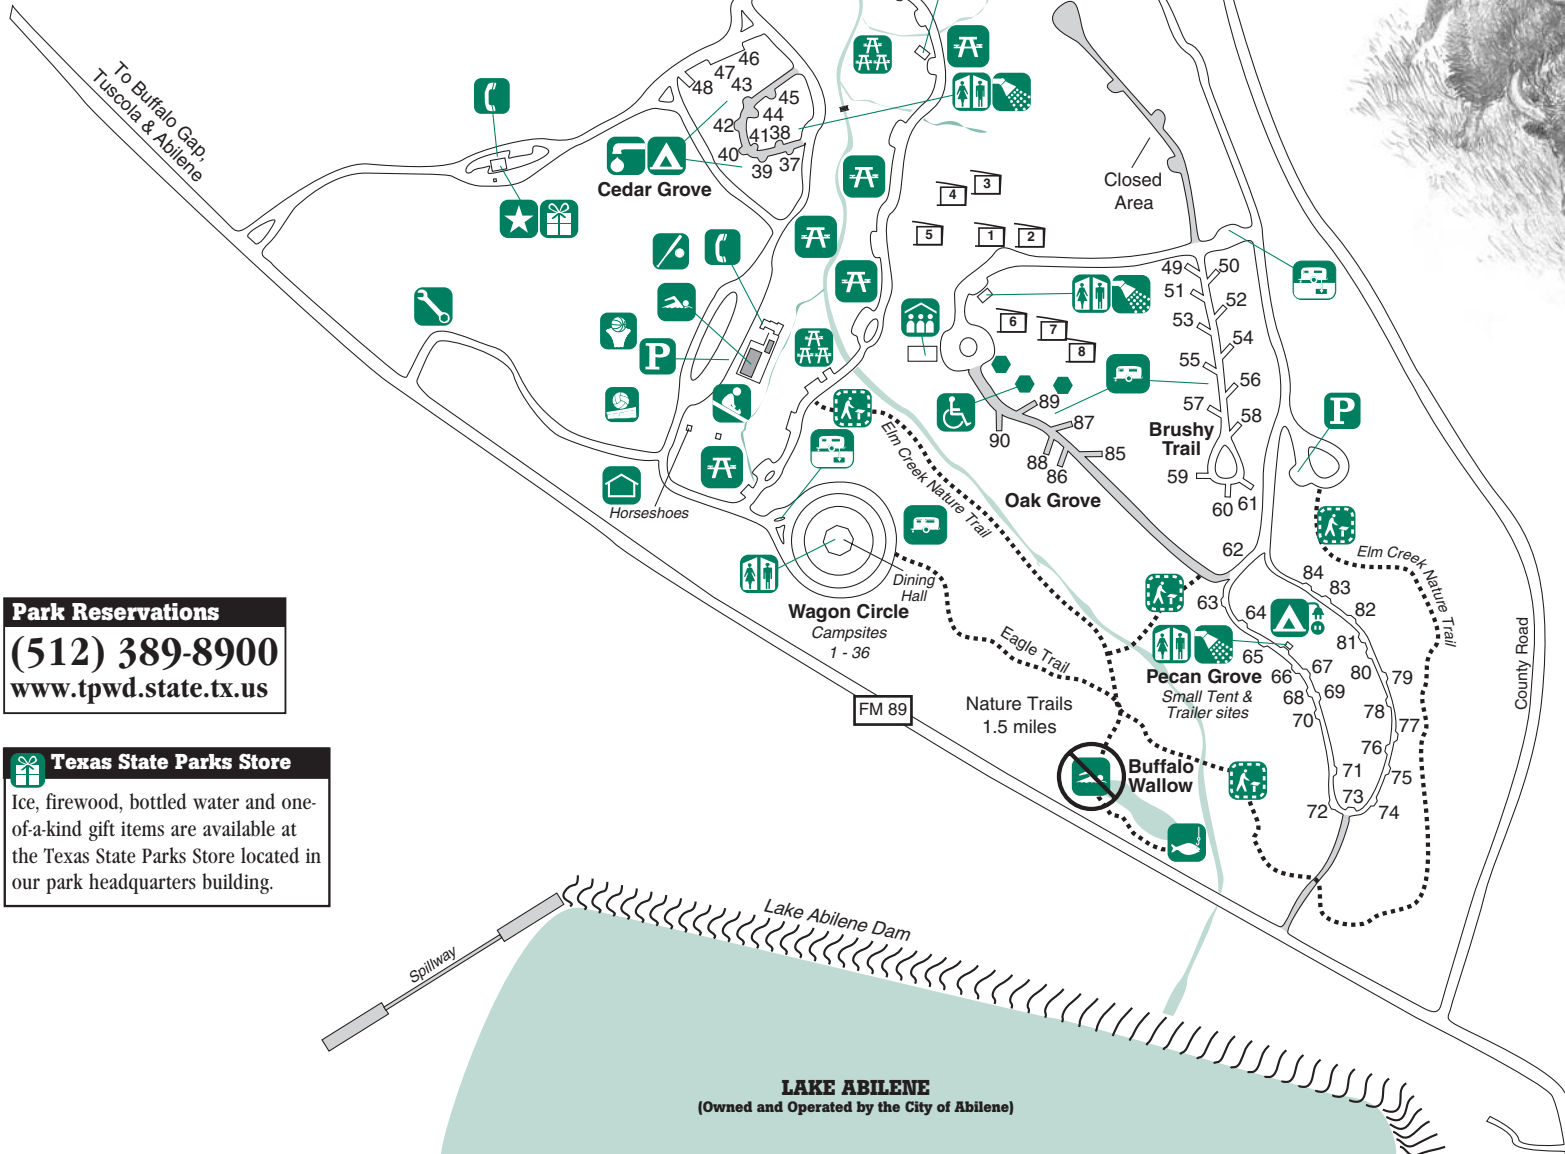 To Buffalo Gap,
Tuscola & Abilene
46
47
48
43
45
44
42
41
38
40
39
37
Cedar Grove
P
Horseshoes
Dining
Hall
Wagon Circle
Campsites
1 - 36
Elm Creek Nature Trail
Eagle Trail
4
3
5
1
2
6
7
8
Closed
Area
49
50
51
52
53
54
55
56
57
58
Brushy
Trail
59
60
61
89
90
87
88
86
85
Oak Grove
P
62
63
64
65
66
67
68
69
70
71
72
73
74
75
76
77
78
79
80
81
82
83
84
Elm Creek Nature Trail
County Road
Pecan Grove
Small Tent &
Trailer sites
Nature Trails
1.5 miles
FM 89
Buffalo
Wallow
Park Reservations
(512) 389-8900
www.tpwd.state.tx.us
Texas State Parks Store
Ice, firewood, bottled water and one-
of-a-kind gift items are available at
the Texas State Parks Store located in
our park headquarters building.
Spillway
Lake Abilene Dam
LAKE ABILENE
(Owned and Operated by the City of Abilene)